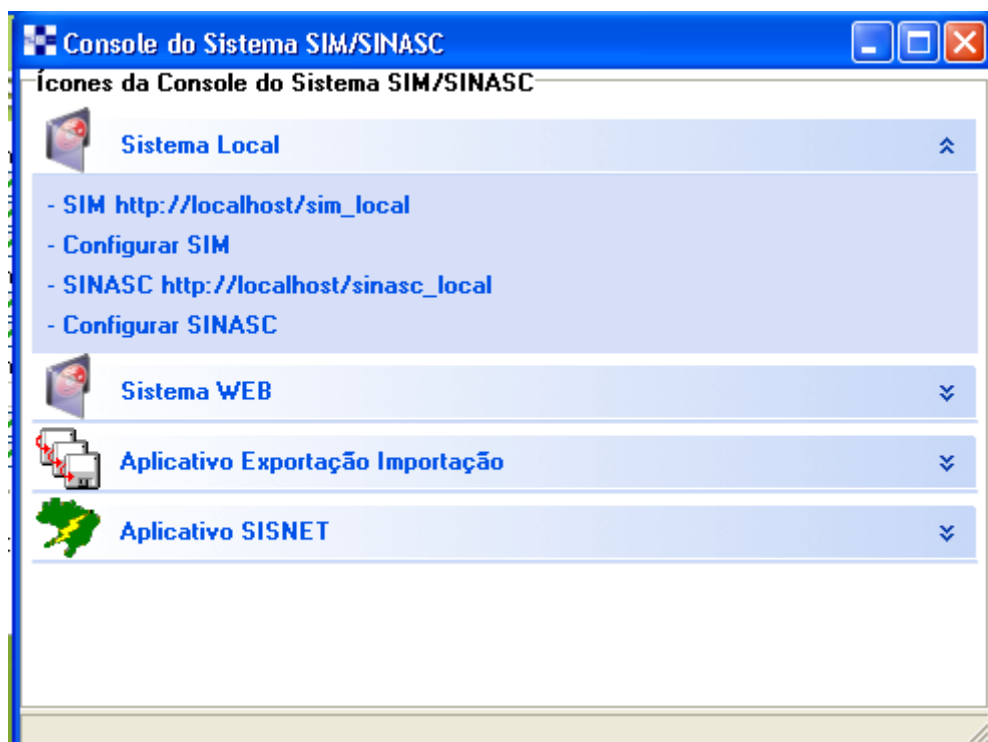 Console do Sistema SIM/SINASC
Ícones da Console do Sistema SIM/SINASC
Sistema Local
- SIM http://localhost/sim_local
- Configurar SIM
- SINASC http://localhost/sinasc_local
- Configurar SINASC
Sistema WEB
Aplicativo Exportação Importação
Aplicativo SISNET